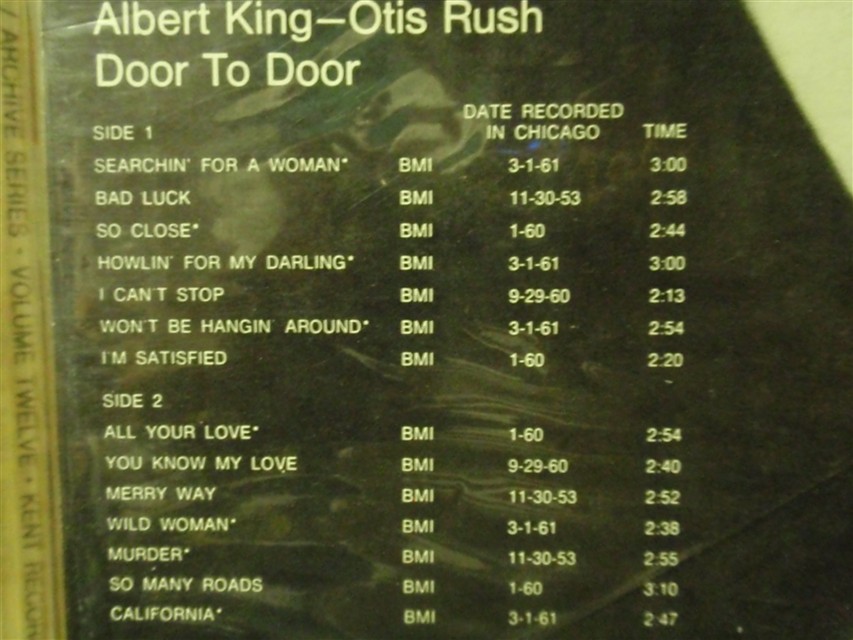 Albert King–Otis Rush
Door To Door
DATE RECORDED
SIDE 1 IN CHICAGO TIME
SEARCHIN' FOR A WOMAN* BMI 3-1-61 3:00
BAD LUCK BMI 11-30-53 2:58
SO CLOSE* BMI 1-60 2:44
HOWLIN' FOR MY DARLING* BMI 3-1-61 3:00
I CAN'T STOP BMI 9-29-60 2:13
WON'T BE HANGIN' AROUND* BMI 3-1-61 2:54
I'M SATISFIED BMI 1-60 2:20
SIDE 2
ALL YOUR LOVE* BMI 1-60 2:54
YOU KNOW MY LOVE BMI 9-29-60 2:40
MERRY WAY BMI 11-30-53 2:52
WILD WOMAN* BMI 3-1-61 2:38
MURDER* BMI 11-30-53 2:55
SO MANY ROADS BMI 1-60 3:10
CALIFORNIA* BMI 3-1-61 2:47
/ ARCHIVE SERIES • VOLUME TWELVE • KENT